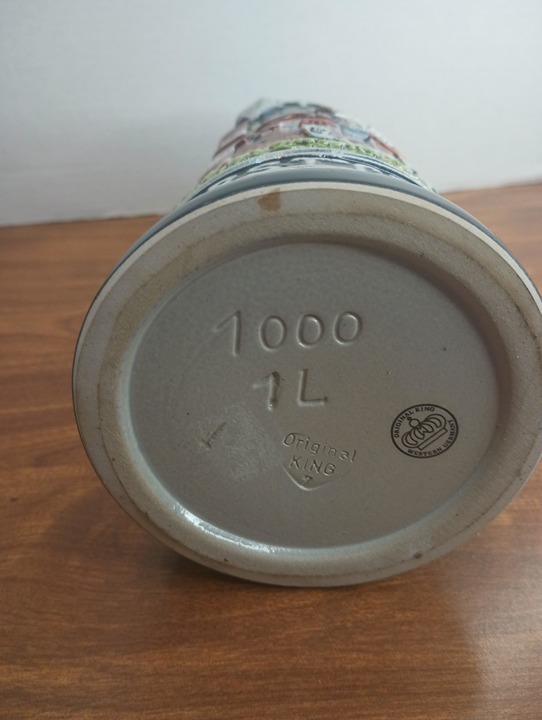 1000
1L
Original
KING
7
ORIGINAL KING
WESTERN GERMANY